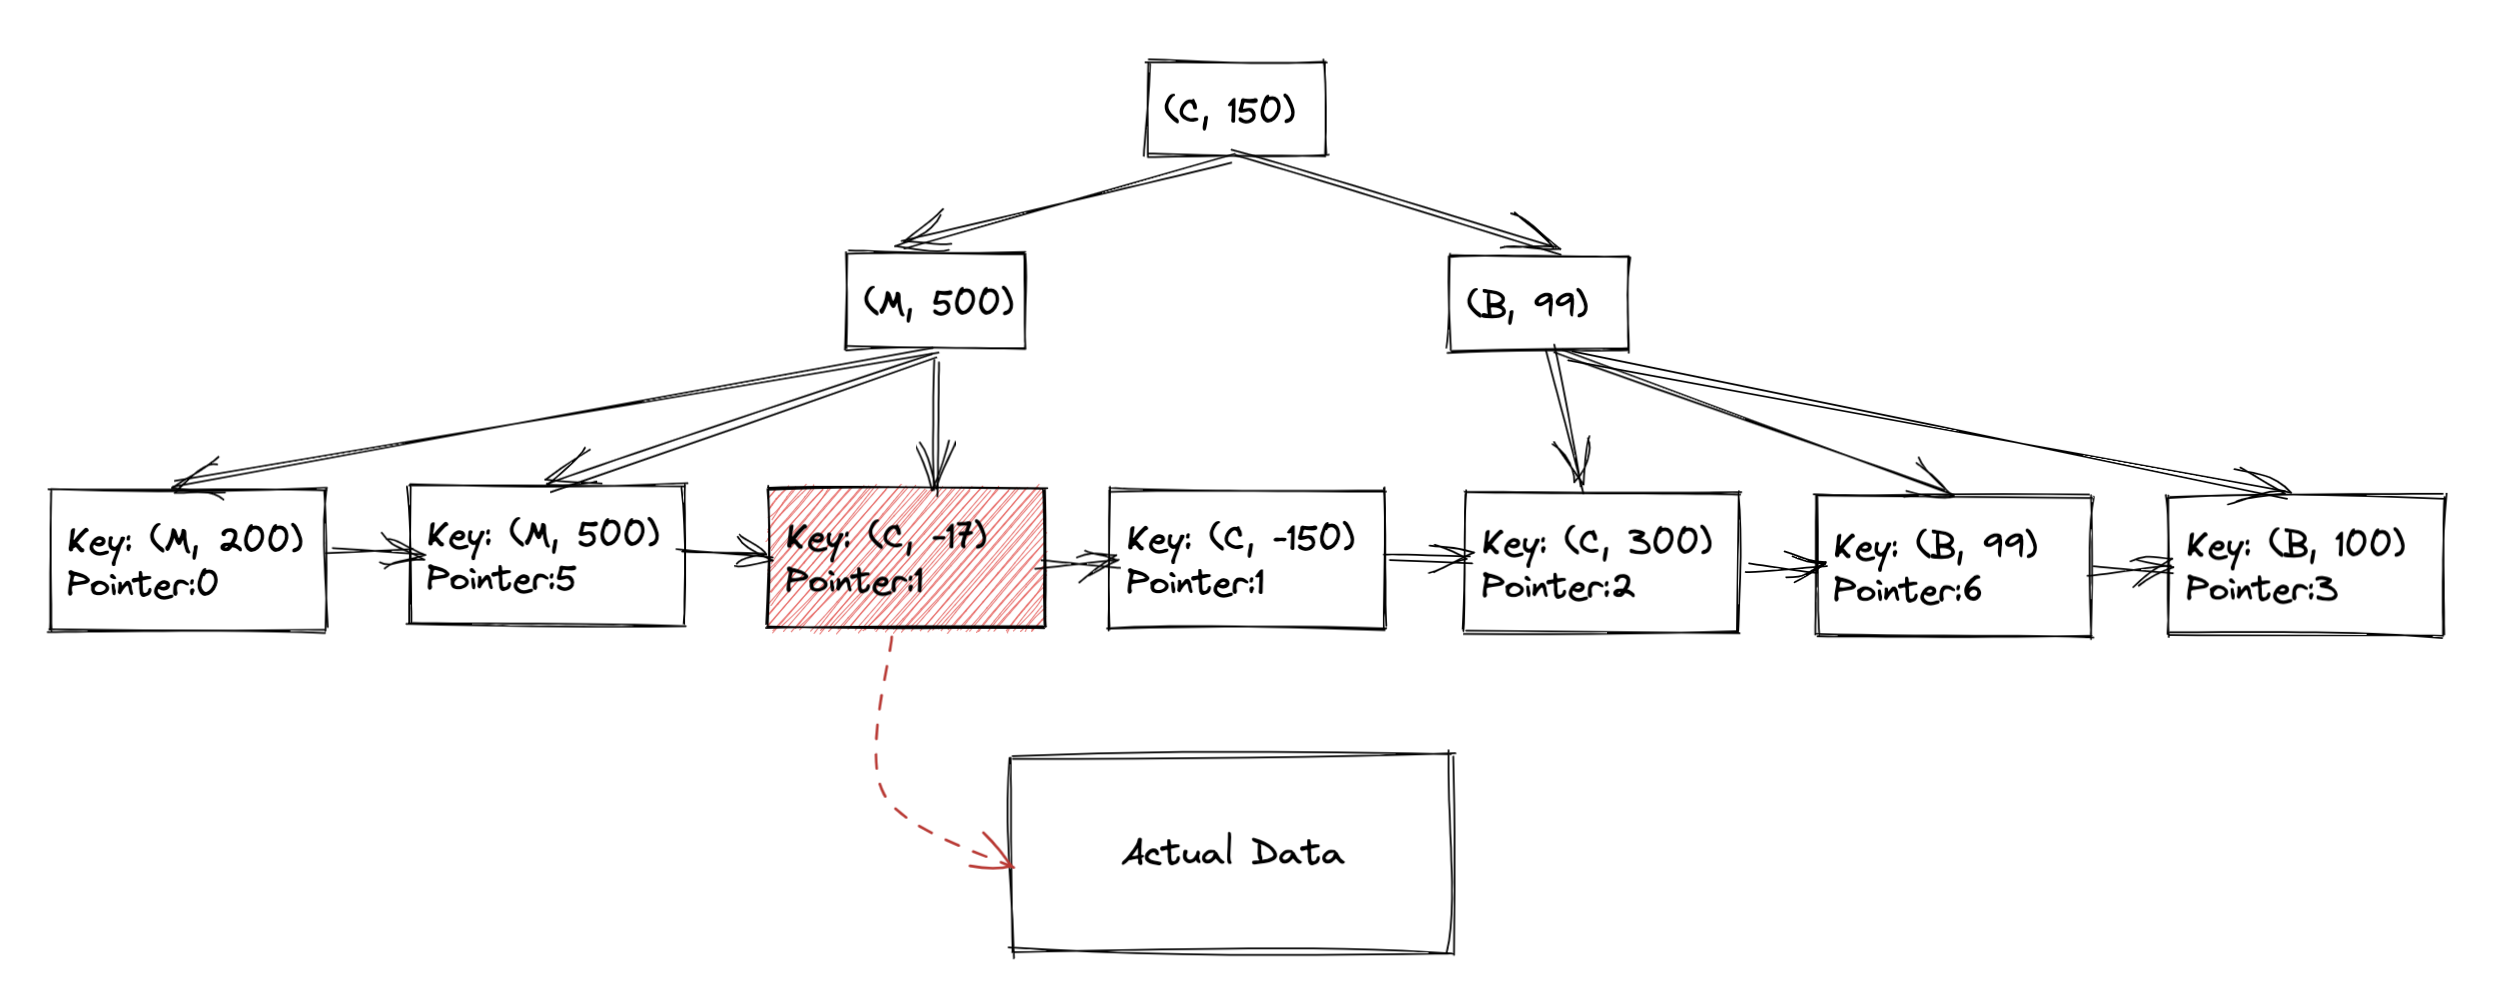 (C, 150)
(M, 500)
(B, 99)
Key: (M, 200)
Pointer:0
Key: (M, 500)
Pointer:5
Key: (C, -17)
Pointer:1
Key: (C, -150)
Pointer:1
Key: (C, 300)
Pointer:2
Key: (B, 99)
Pointer:6
Key: (B, 100)
Pointer:3
Actual Data